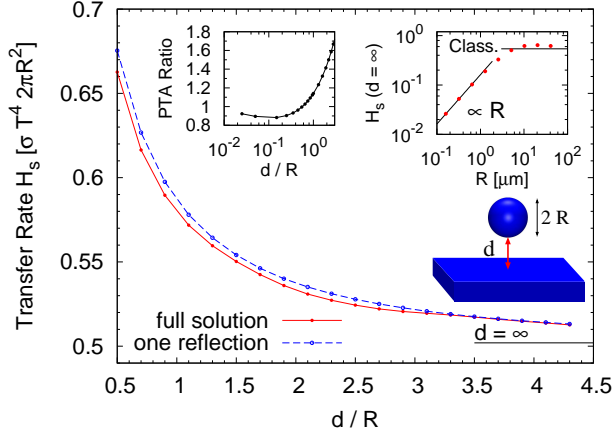 Transfer Rate H_s [σ T^4 2πR^2]
0.7
0.65
0.6
0.55
0.5
0.5 1 1.5 2 2.5 3 3.5 4 4.5
d / R
full solution
one reflection
d = ∞
PTA Ratio
1.8
1.6
1.4
1.2
1
0.8
10^-2 10^-1 10^0
d / R
H_s (d = ∞)
10^0
10^-1
10^-2
Class.
∝ R
10^-1 10^0 10^1 10^2
R [μm]
2 R
d